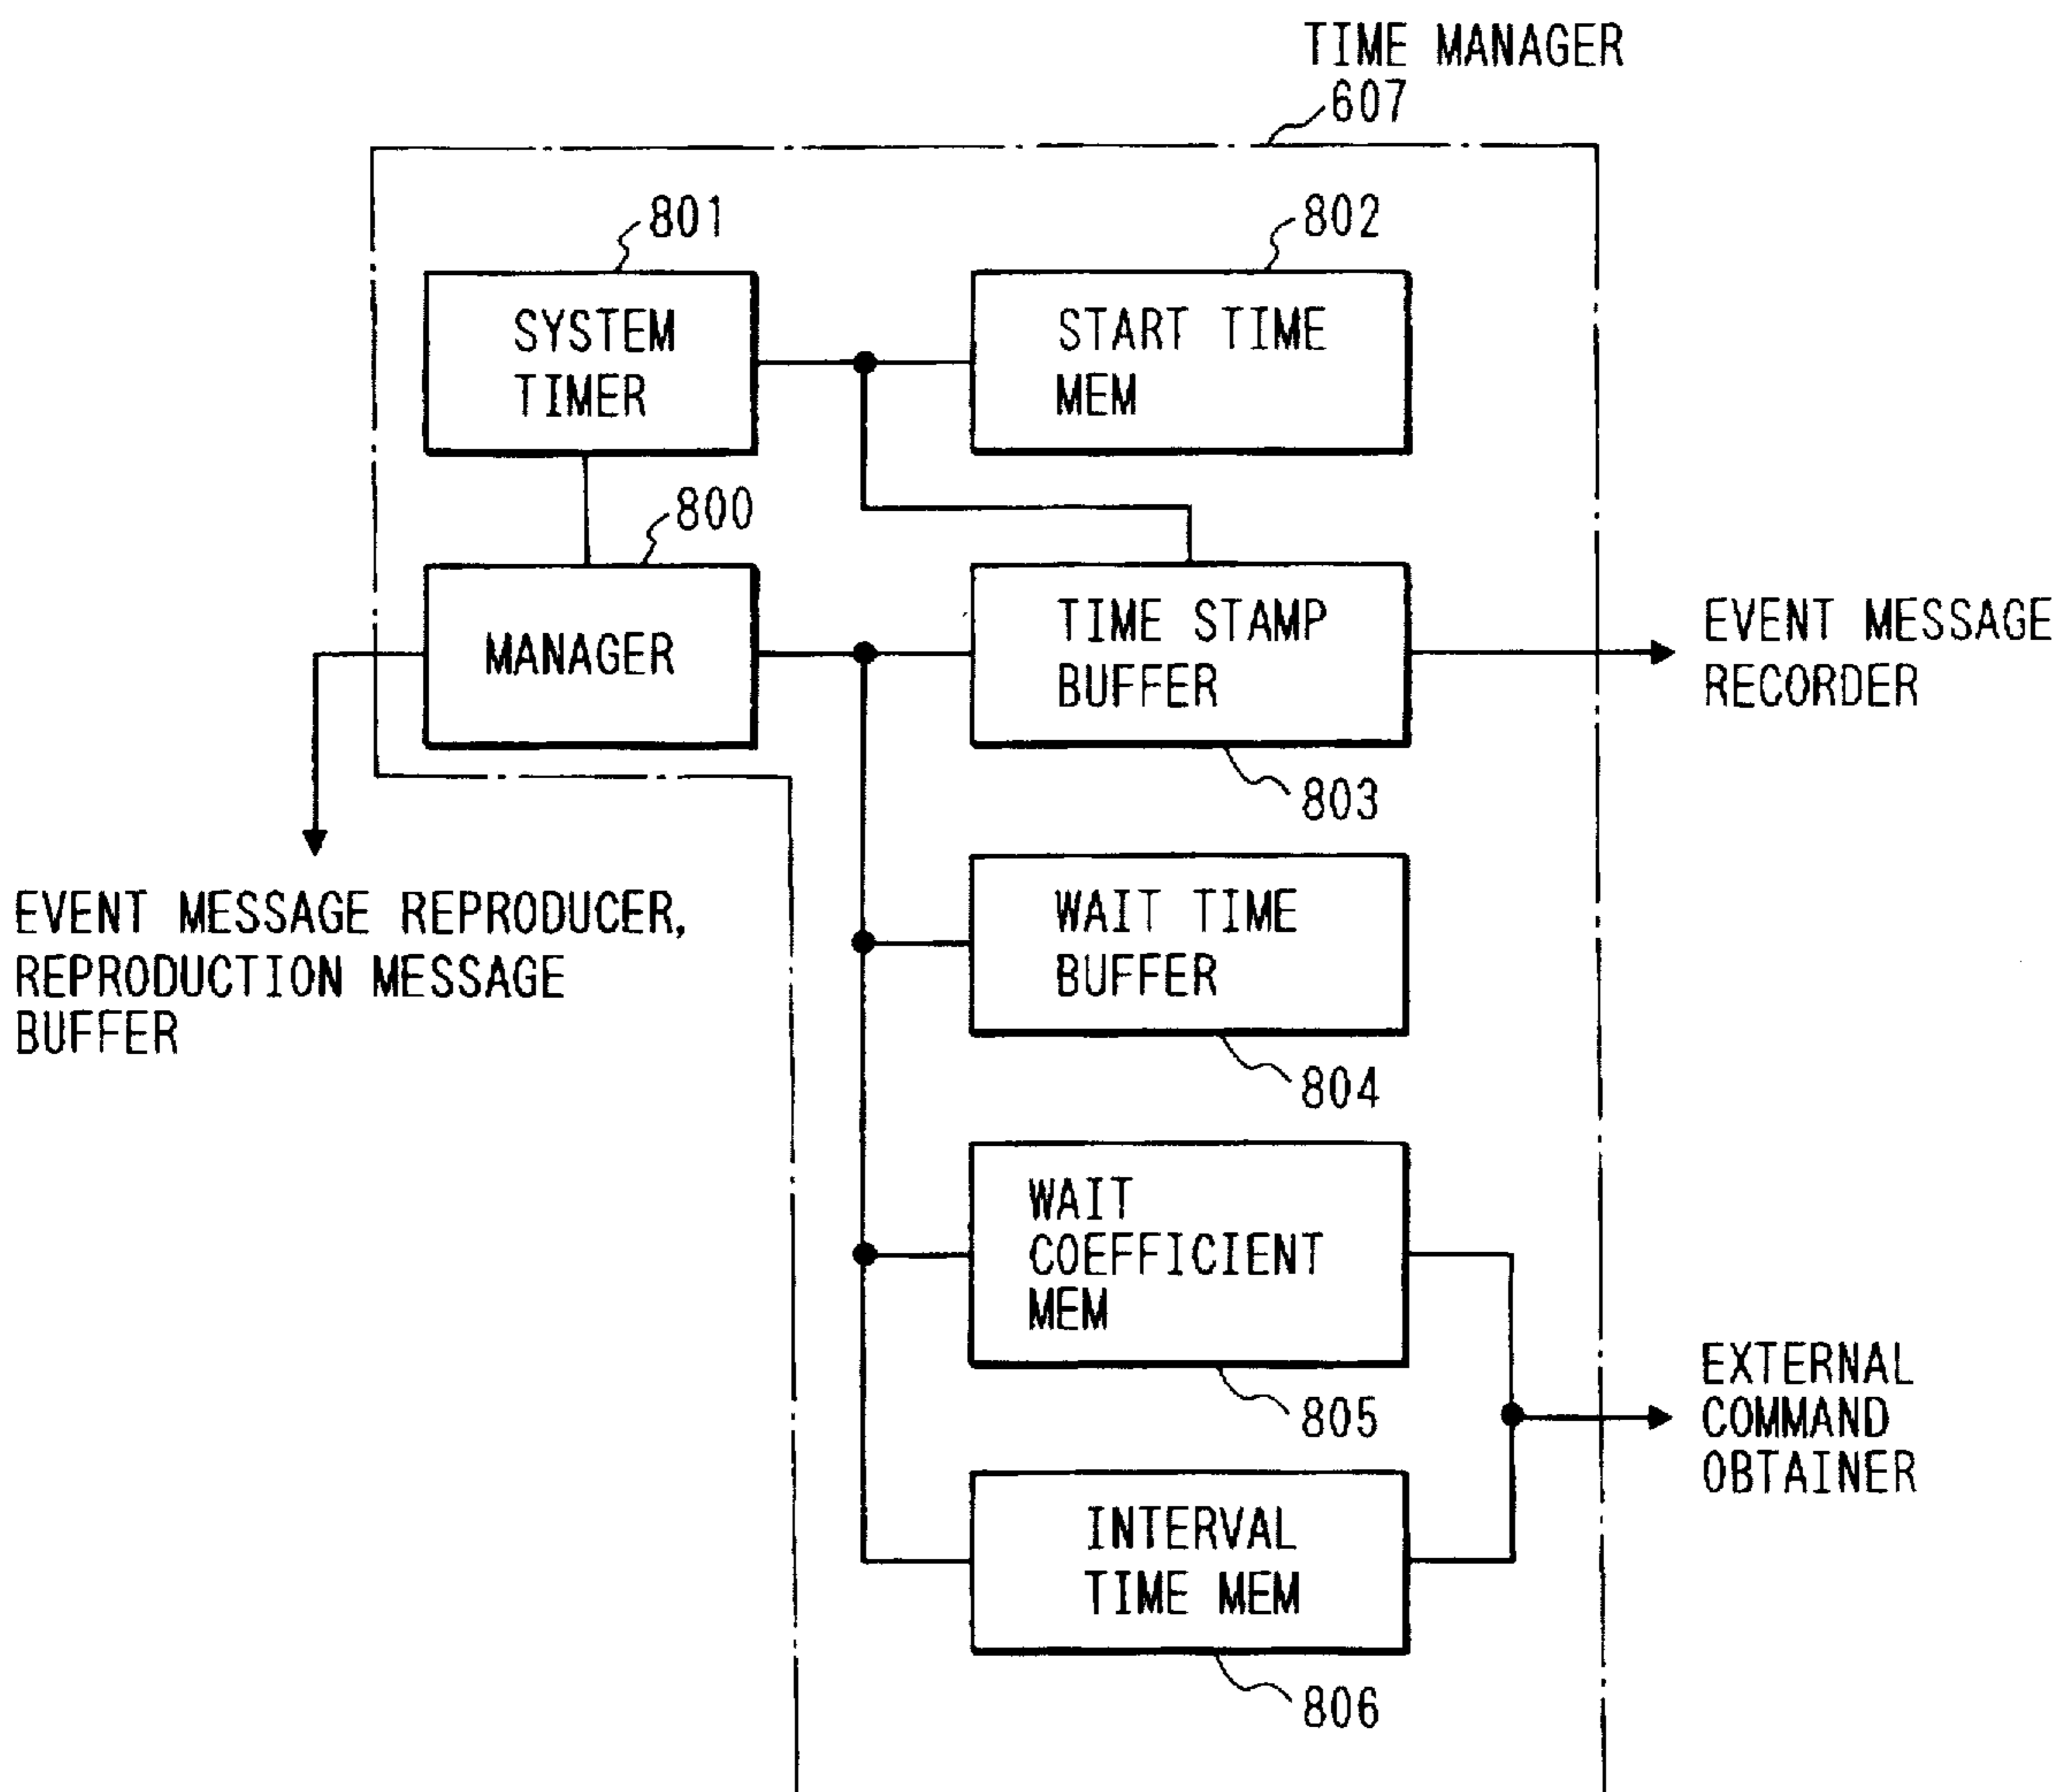 TIME MANAGER
607
801
802
SYSTEM
TIMER
START TIME
MEM
800
MANAGER
TIME STAMP
BUFFER
EVENT MESSAGE
RECORDER
803
EVENT MESSAGE REPRODUCER,
REPRODUCTION MESSAGE
BUFFER
WAIT TIME
BUFFER
804
WAIT
COEFFICIENT
MEM
805
EXTERNAL
COMMAND
OBTAINER
INTERVAL
TIME MEM
806